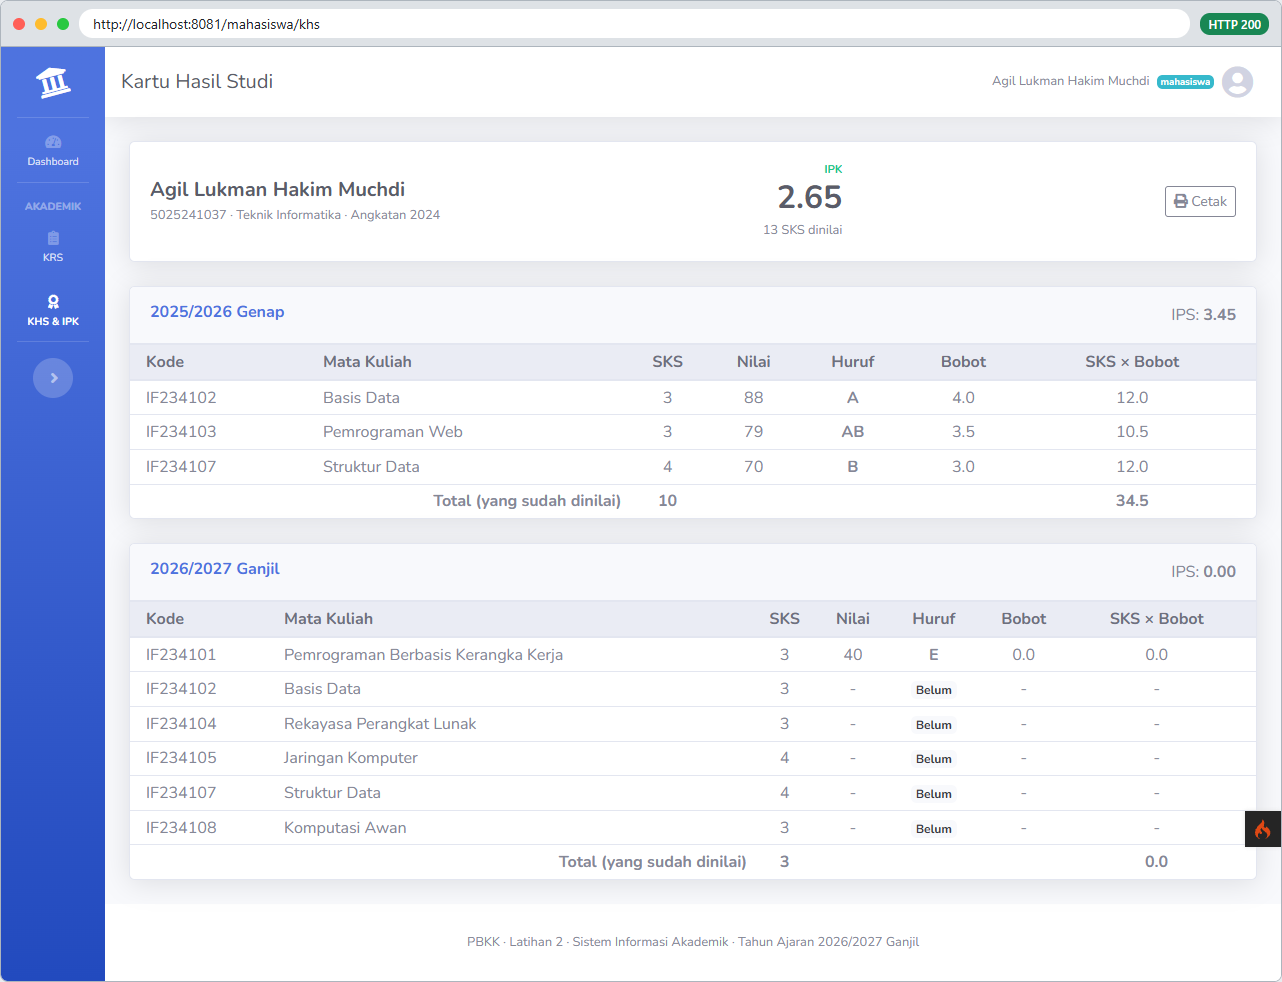 http://localhost:8081/mahasiswa/khs
HTTP 200
Kartu Hasil Studi
Agil Lukman Hakim Muchdi mahasiswa
Dashboard
AKADEMIK
KRS
KHS & IPK
Agil Lukman Hakim Muchdi
5025241037 · Teknik Informatika · Angkatan 2024
IPK
2.65
13 SKS dinilai
Cetak
2025/2026 Genap
IPS: 3.45
Kode Mata Kuliah SKS Nilai Huruf Bobot SKS × Bobot
IF234102 Basis Data 3 88 A 4.0 12.0
IF234103 Pemrograman Web 3 79 AB 3.5 10.5
IF234107 Struktur Data 4 70 B 3.0 12.0
Total (yang sudah dinilai) 10 34.5
2026/2027 Ganjil
IPS: 0.00
Kode Mata Kuliah SKS Nilai Huruf Bobot SKS × Bobot
IF234101 Pemrograman Berbasis Kerangka Kerja 3 40 E 0.0 0.0
IF234102 Basis Data 3 - Belum - -
IF234104 Rekayasa Perangkat Lunak 3 - Belum - -
IF234105 Jaringan Komputer 4 - Belum - -
IF234107 Struktur Data 4 - Belum - -
IF234108 Komputasi Awan 3 - Belum - -
Total (yang sudah dinilai) 3 0.0
PBKK · Latihan 2 · Sistem Informasi Akademik · Tahun Ajaran 2026/2027 Ganjil